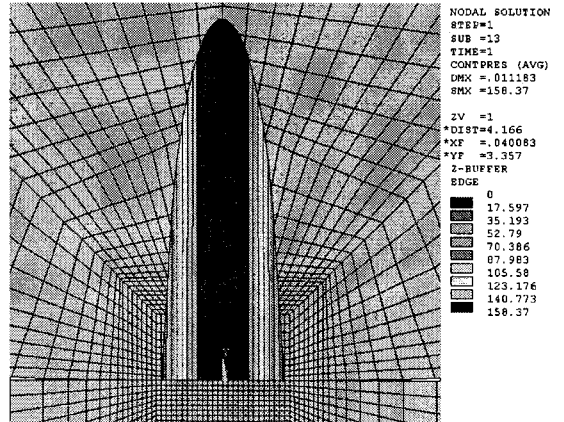 NODAL SOLUTION
STEP=1
SUB =13
TIME=1
CONTPRES (AVG)
DMX =.011183
SMX =158.37
ZV =1
*DIST=4.166
*XF =.040083
*YF =3.357
Z-BUFFER
EDGE
0
17.597
35.193
52.79
70.386
87.983
105.58
123.176
140.773
158.37